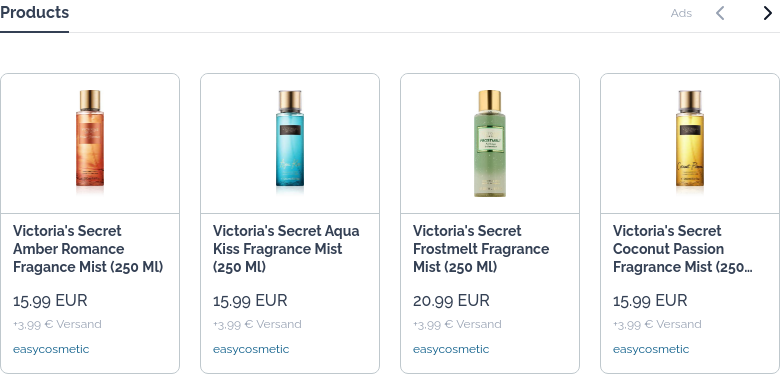 Products
Ads
Victoria's Secret
Amber Romance
Fragance Mist (250 Ml)
15.99 EUR
+3,99 € Versand
easycosmetic
Victoria's Secret Aqua
Kiss Fragrance Mist
(250 Ml)
15.99 EUR
+3,99 € Versand
easycosmetic
Victoria's Secret
Frostmelt Fragrance
Mist (250 Ml)
20.99 EUR
+3,99 € Versand
easycosmetic
Victoria's Secret
Coconut Passion
Fragrance Mist (250...
15.99 EUR
+3,99 € Versand
easycosmetic